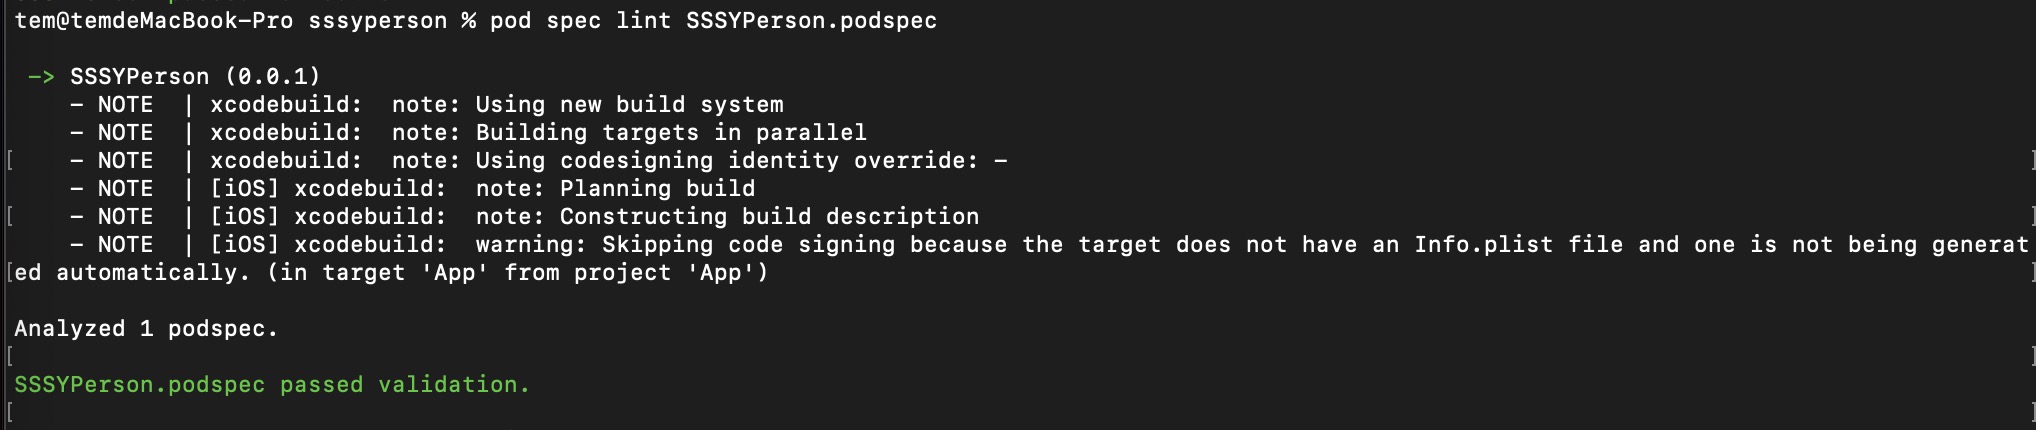 tem@temdeMacBook-Pro sssyperson % pod spec lint SSSYPerson.podspec
-> SSSYPerson (0.0.1)
- NOTE | xcodebuild: note: Using new build system
- NOTE | xcodebuild: note: Building targets in parallel
[ - NOTE | xcodebuild: note: Using codesigning identity override: - ]
- NOTE | [iOS] xcodebuild: note: Planning build
[ - NOTE | [iOS] xcodebuild: note: Constructing build description ]
- NOTE | [iOS] xcodebuild: warning: Skipping code signing because the target does not have an Info.plist file and one is not being generat
[ed automatically. (in target 'App' from project 'App') ]
Analyzed 1 podspec.
[ ]
SSSYPerson.podspec passed validation.
[ ]